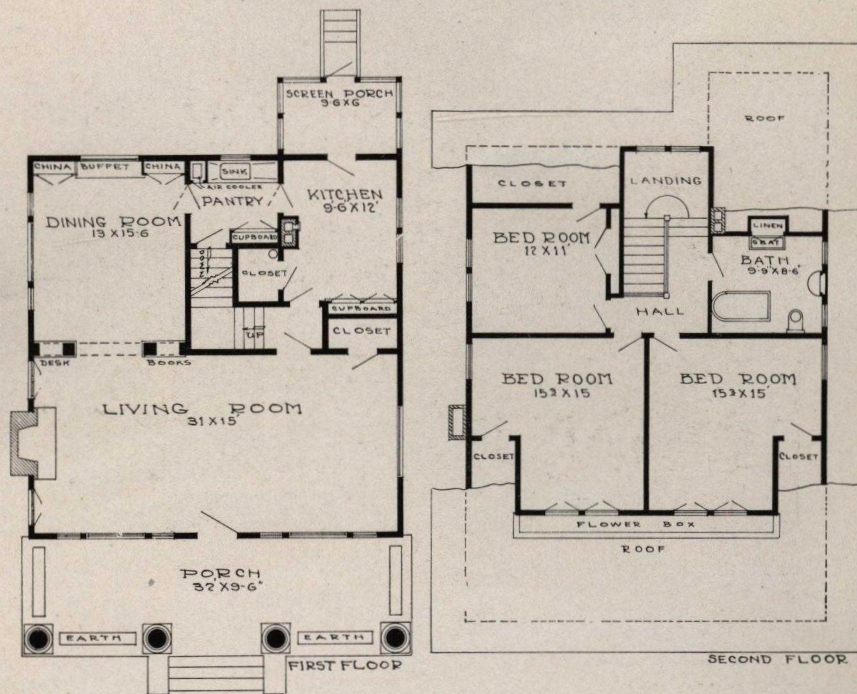 SCREEN PORCH
9-6X6'
CHINA
BUFFET
CHINA
SINK
AIR COOLER
PANTRY
KITCHEN
9'-6"X12'
DINING ROOM
13 X 15-6
CUPBOARD
CLOSET
UP
CUPBOARD
CLOSET
DESK
BOOKS
LIVING ROOM
31 X 15'
PORCH
32' X 9-6"
EARTH
EARTH
FIRST FLOOR
ROOF
CLOSET
LANDING
BED ROOM
12 X 11'
LINEN
SEAT
BATH
9'-9" X 8-6"
HALL
BED ROOM
15 3 X 15
BED ROOM
15 3 X 15'
CLOSET
CLOSET
FLOWER BOX
ROOF
SECOND FLOOR